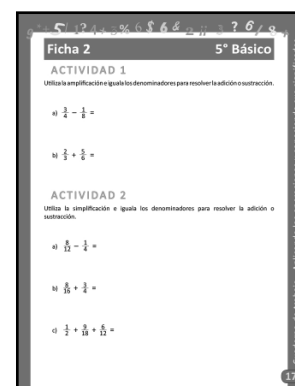 Ficha 2 5° Básico
ACTIVIDAD 1
Utiliza la amplificación e iguala los denominadores para resolver la adición o sustracción.
a) 3/4 - 1/8 =
b) 2/3 + 5/6 =
ACTIVIDAD 2
Utiliza la simplificación e iguala los denominadores para resolver la adición o
sustracción.
a) 8/12 - 1/4 =
b) 8/16 + 3/4 =
c) 1/2 + 9/18 + 6/12 =
17